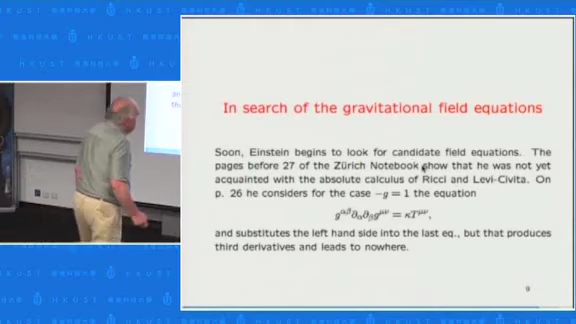 In search of the gravitational field equations
Soon, Einstein begins to look for candidate field equations. The
pages before 27 of the Zürich Notebook show that he was not yet
acquainted with the absolute calculus of Ricci and Levi-Civita. On
p. 26 he considers for the case −g = 1 the equation
g^{αβ}∂_α∂_βg^{μν} = κT^{μν},
and substitutes the left hand side into the last eq., but that produces
third derivatives and leads to nowhere.
9